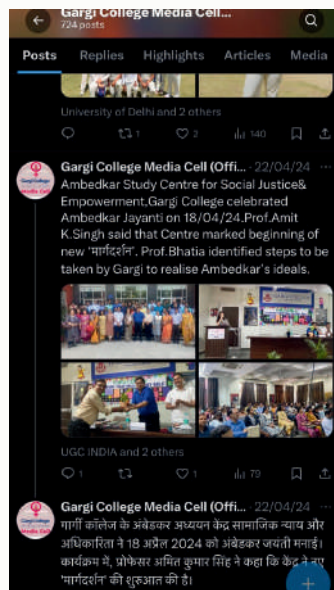 Gargi College Media Cell...
724 posts
Posts Replies Highlights Articles Media
University of Delhi and 2 others
1 2 140
Gargi College Media Cell (Offi... · 22/04/24
Ambedkar Study Centre for Social Justice&
Empowerment,Gargi College celebrated
Ambedkar Jayanti on 18/04/24.Prof.Amit
K.Singh said that Centre marked beginning of
new 'मार्गदर्शन'. Prof.Bhatia identified steps to be
taken by Gargi to realise Ambedkar's ideals.
UGC INDIA and 2 others
1 1 79
Gargi College Media Cell (Offi... · 22/04/24
गार्गी कॉलेज के अंबेडकर अध्ययन केंद्र सामाजिक न्याय और
अधिकारिता ने 18 अप्रैल 2024 को अंबेडकर जयंती मनाई।
कार्यक्रम में, प्रोफेसर अमित कुमार सिंह ने कहा कि केंद्र ने नए
'मार्गदर्शन' की शुरुआत की है।